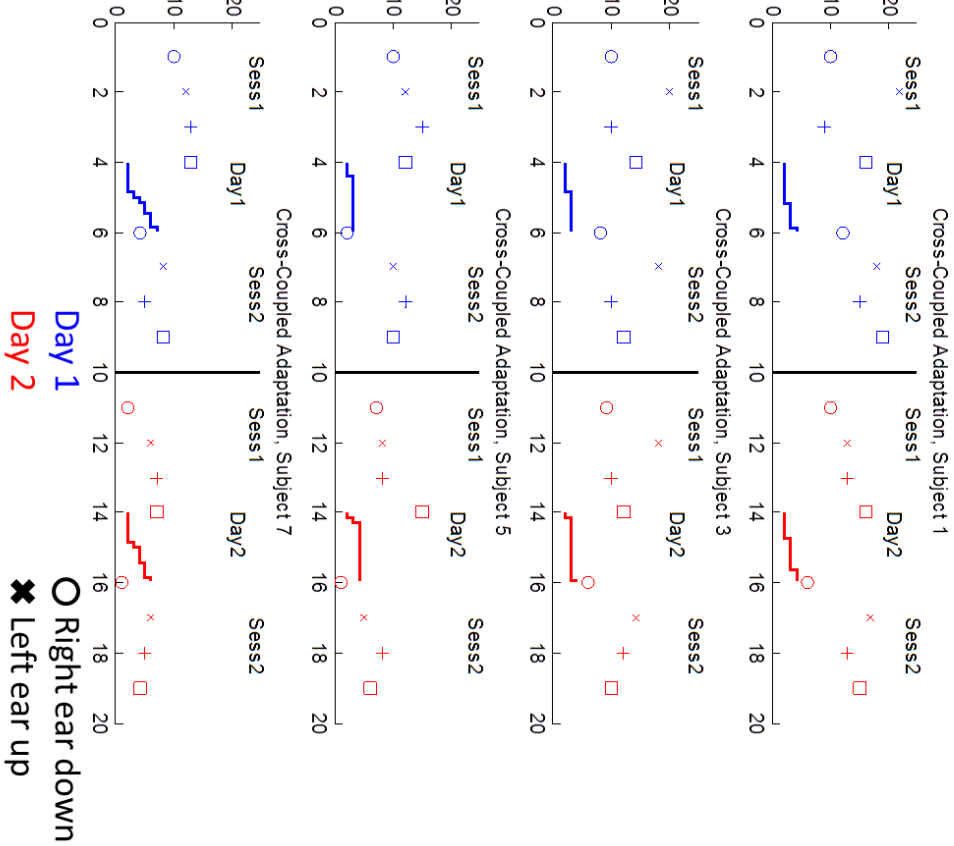 Cross-Coupled Adaptation, Subject 1
Sess1 Day1 Sess2 Sess1 Day2 Sess2
20
10
0
0 2 4 6 8 10 12 14 16 18 20
Cross-Coupled Adaptation, Subject 3
Sess1 Day1 Sess2 Sess1 Day2 Sess2
20
10
0
0 2 4 6 8 10 12 14 16 18 20
Cross-Coupled Adaptation, Subject 5
Sess1 Day1 Sess2 Sess1 Day2 Sess2
20
10
0
0 2 4 6 8 10 12 14 16 18 20
Cross-Coupled Adaptation, Subject 7
Sess1 Day1 Sess2 Sess1 Day2 Sess2
20
10
0
0 2 4 6 8 10 12 14 16 18 20
Day 1 Right ear down
Day 2 Left ear up